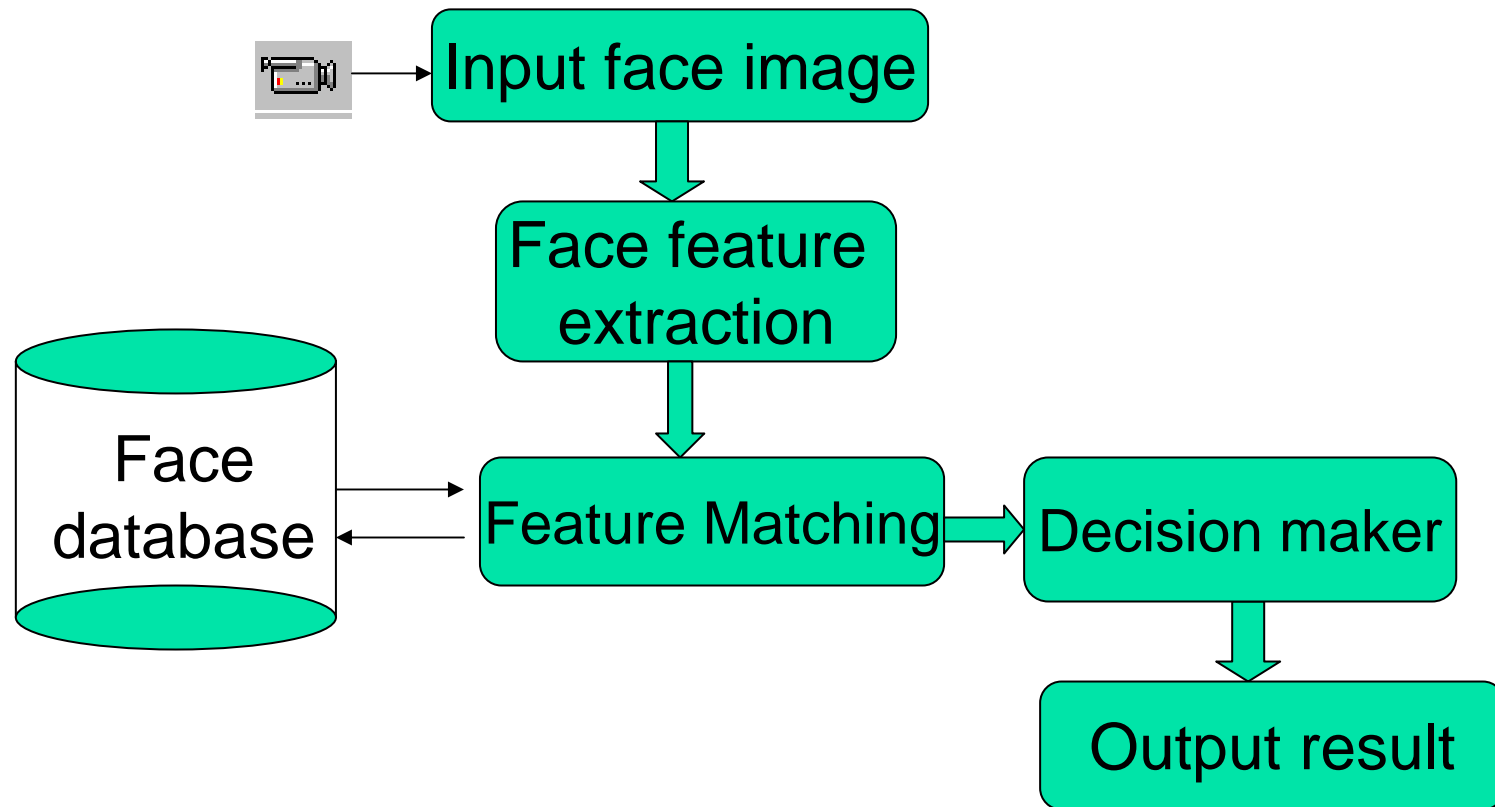 Input face image
Face feature
extraction
Face
database
Feature Matching
Decision maker
Output result